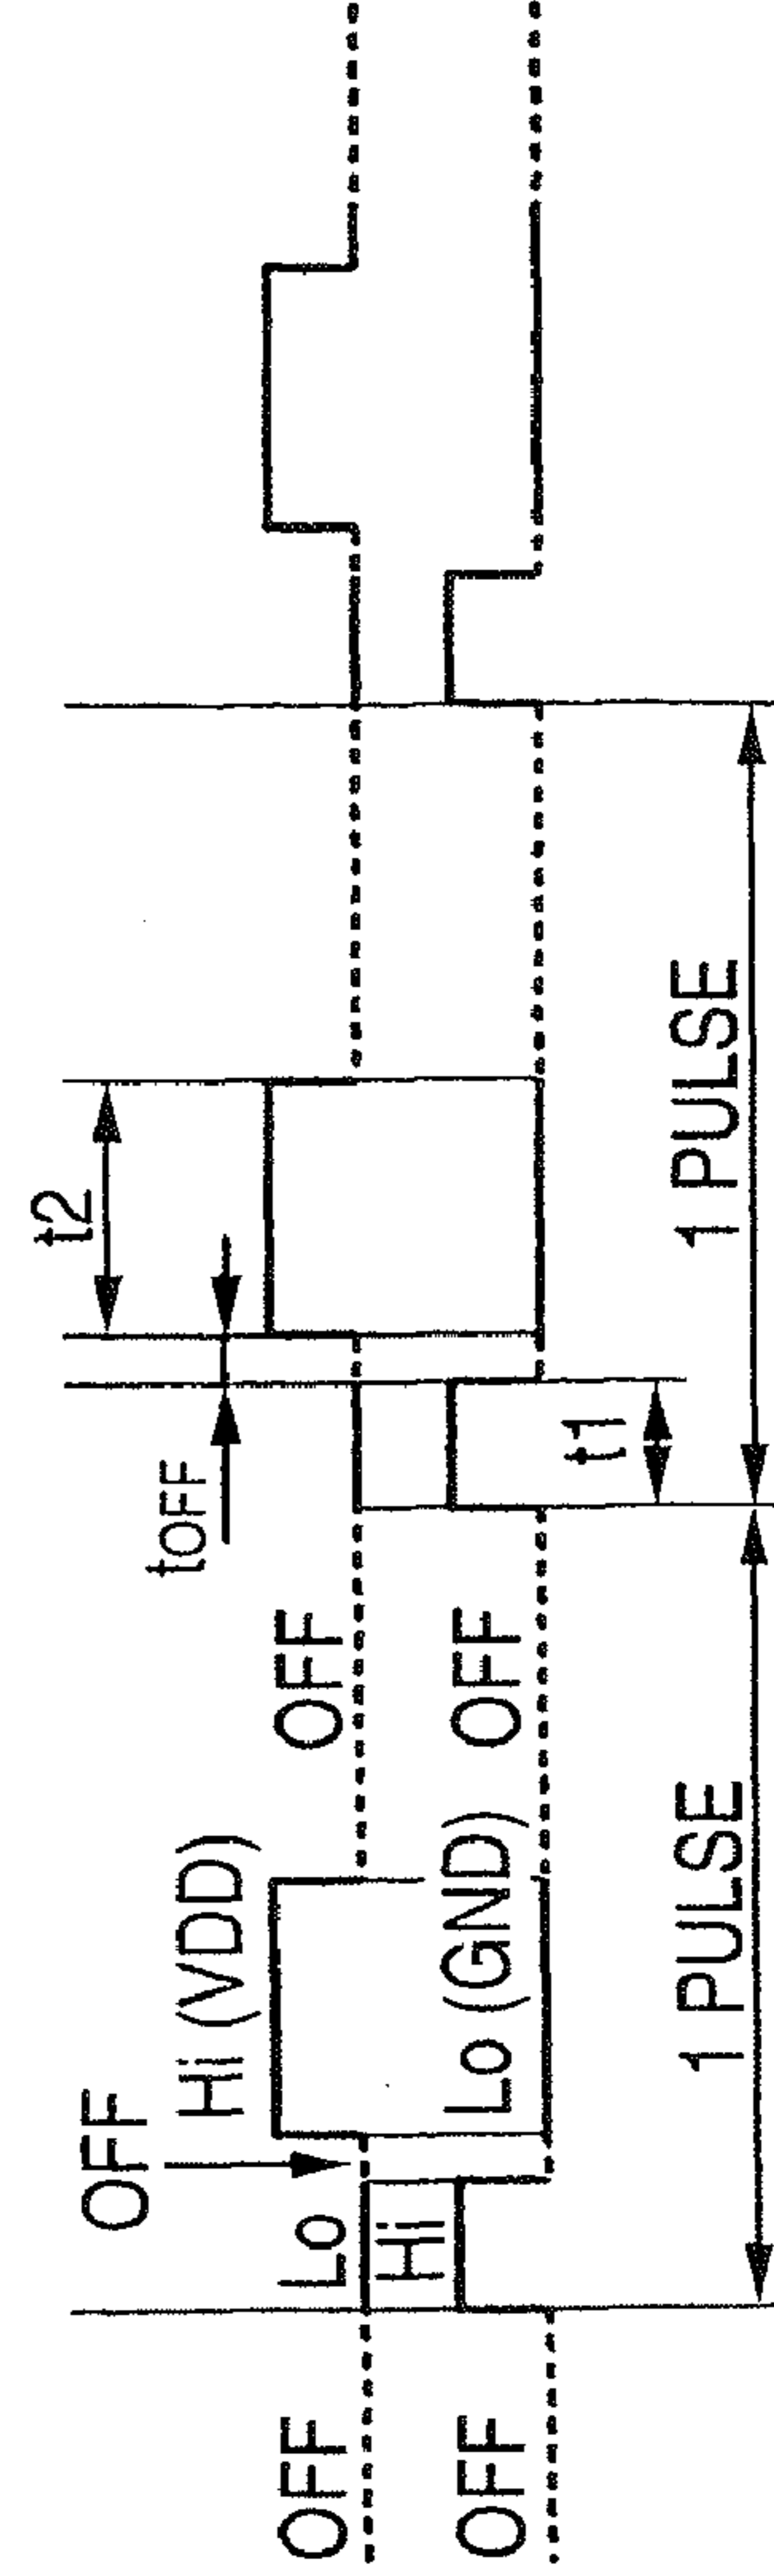 t2
tOFF
OFF
Hi (VDD)
OFF
Lo
OFF
Hi
Lo (GND)
OFF
OFF
t1
1 PULSE
1 PULSE